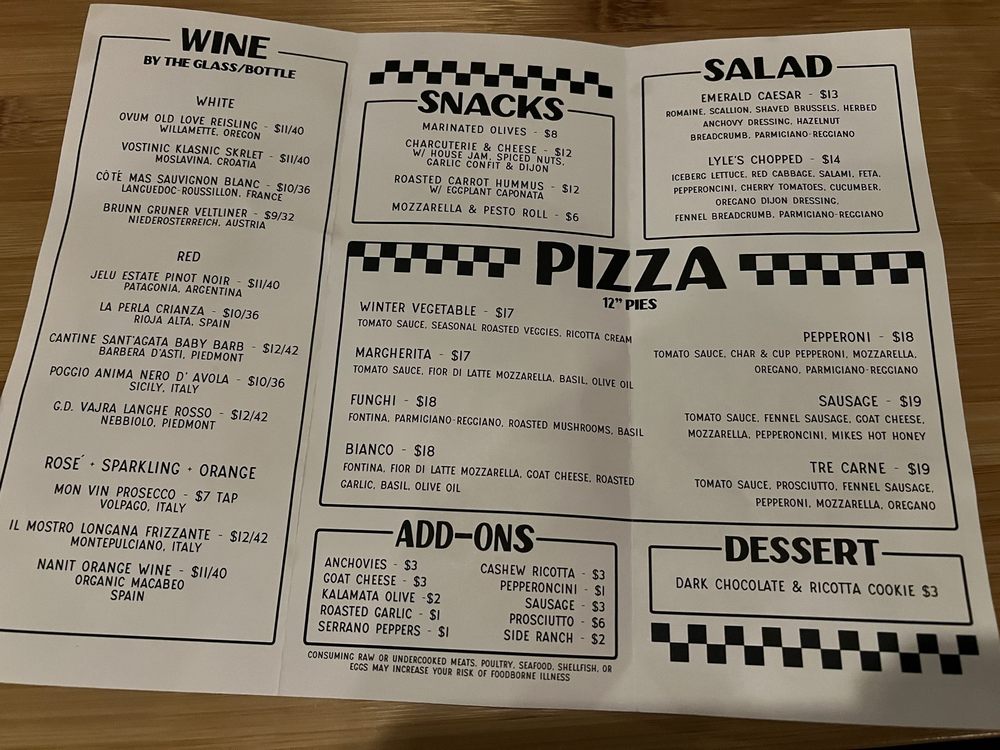 WINE
BY THE GLASS/BOTTLE
WHITE
OVUM OLD LOVE REISLING - $11/40
WILLAMETTE, OREGON
VOSTINIC KLASNIC SKRLET - $11/40
MOSLAVINA, CROATIA
CÔTÉ MAS SAUVIGNON BLANC - $10/36
LANGUEDOC-ROUSSILLON, FRANCE
BRUNN GRUNER VELTLINER - $9/32
NIEDEROSTERREICH, AUSTRIA
RED
JELU ESTATE PINOT NOIR - $11/40
PATAGONIA, ARGENTINA
LA PERLA CRIANZA - $10/36
RIOJA ALTA, SPAIN
CANTINE SANT'AGATA BABY BARB - $12/42
BARBERA D'ASTI, PIEDMONT
POGGIO ANIMA NERO D' AVOLA - $10/36
SICILY, ITALY
G.D. VAJRA LANGHE ROSSO - $12/42
NEBBIOLO, PIEDMONT
ROSE´ + SPARKLING + ORANGE
MON VIN PROSECCO - $7 TAP
VOLPAGO, ITALY
IL MOSTRO LONGANA FRIZZANTE - $12/42
MONTEPULCIANO, ITALY
NANIT ORANGE WINE - $11/40
ORGANIC MACABEO
SPAIN
SNACKS
MARINATED OLIVES - $8
CHARCUTERIE & CHEESE - $12
W/ HOUSE JAM, SPICED NUTS,
GARLIC CONFIT & DIJON
ROASTED CARROT HUMMUS - $12
W/ EGGPLANT CAPONATA
MOZZARELLA & PESTO ROLL - $6
SALAD
EMERALD CAESAR - $13
ROMAINE, SCALLION, SHAVED BRUSSELS, HERBED
ANCHOVY DRESSING, HAZELNUT
BREADCRUMB, PARMIGIANO-REGGIANO
LYLE'S CHOPPED - $14
ICEBERG LETTUCE, RED CABBAGE, SALAMI, FETA,
PEPPERONCINI, CHERRY TOMATOES, CUCUMBER,
OREGANO DIJON DRESSING,
FENNEL BREADCRUMB, PARMIGIANO-REGGIANO
PIZZA
12" PIES
WINTER VEGETABLE - $17
TOMATO SAUCE, SEASONAL ROASTED VEGGIES, RICOTTA CREAM
MARGHERITA - $17
TOMATO SAUCE, FIOR DI LATTE MOZZARELLA, BASIL, OLIVE OIL
FUNGHI - $18
FONTINA, PARMIGIANO-REGGIANO, ROASTED MUSHROOMS, BASIL
BIANCO - $18
FONTINA, FIOR DI LATTE MOZZARELLA, GOAT CHEESE, ROASTED
GARLIC, BASIL, OLIVE OIL
PEPPERONI - $18
TOMATO SAUCE, CHAR & CUP PEPPERONI, MOZZARELLA,
OREGANO, PARMIGIANO-REGGIANO
SAUSAGE - $19
TOMATO SAUCE, FENNEL SAUSAGE, GOAT CHEESE,
MOZZARELLA, PEPPERONCINI, MIKES HOT HONEY
TRE CARNE - $19
TOMATO SAUCE, PROSCIUTTO, FENNEL SAUSAGE,
PEPPERONI, MOZZARELLA, OREGANO
ADD-ONS
ANCHOVIES - $3
GOAT CHEESE - $3
KALAMATA OLIVE -$2
ROASTED GARLIC - $1
SERRANO PEPPERS - $1
CASHEW RICOTTA - $3
PEPPERONCINI - $1
SAUSAGE - $3
PROSCIUTTO - $6
SIDE RANCH - $2
CONSUMING RAW OR UNDERCOOKED MEATS, POULTRY, SEAFOOD, SHELLFISH, OR
EGGS MAY INCREASE YOUR RISK OF FOODBORNE ILLNESS
DESSERT
DARK CHOCOLATE & RICOTTA COOKIE $3